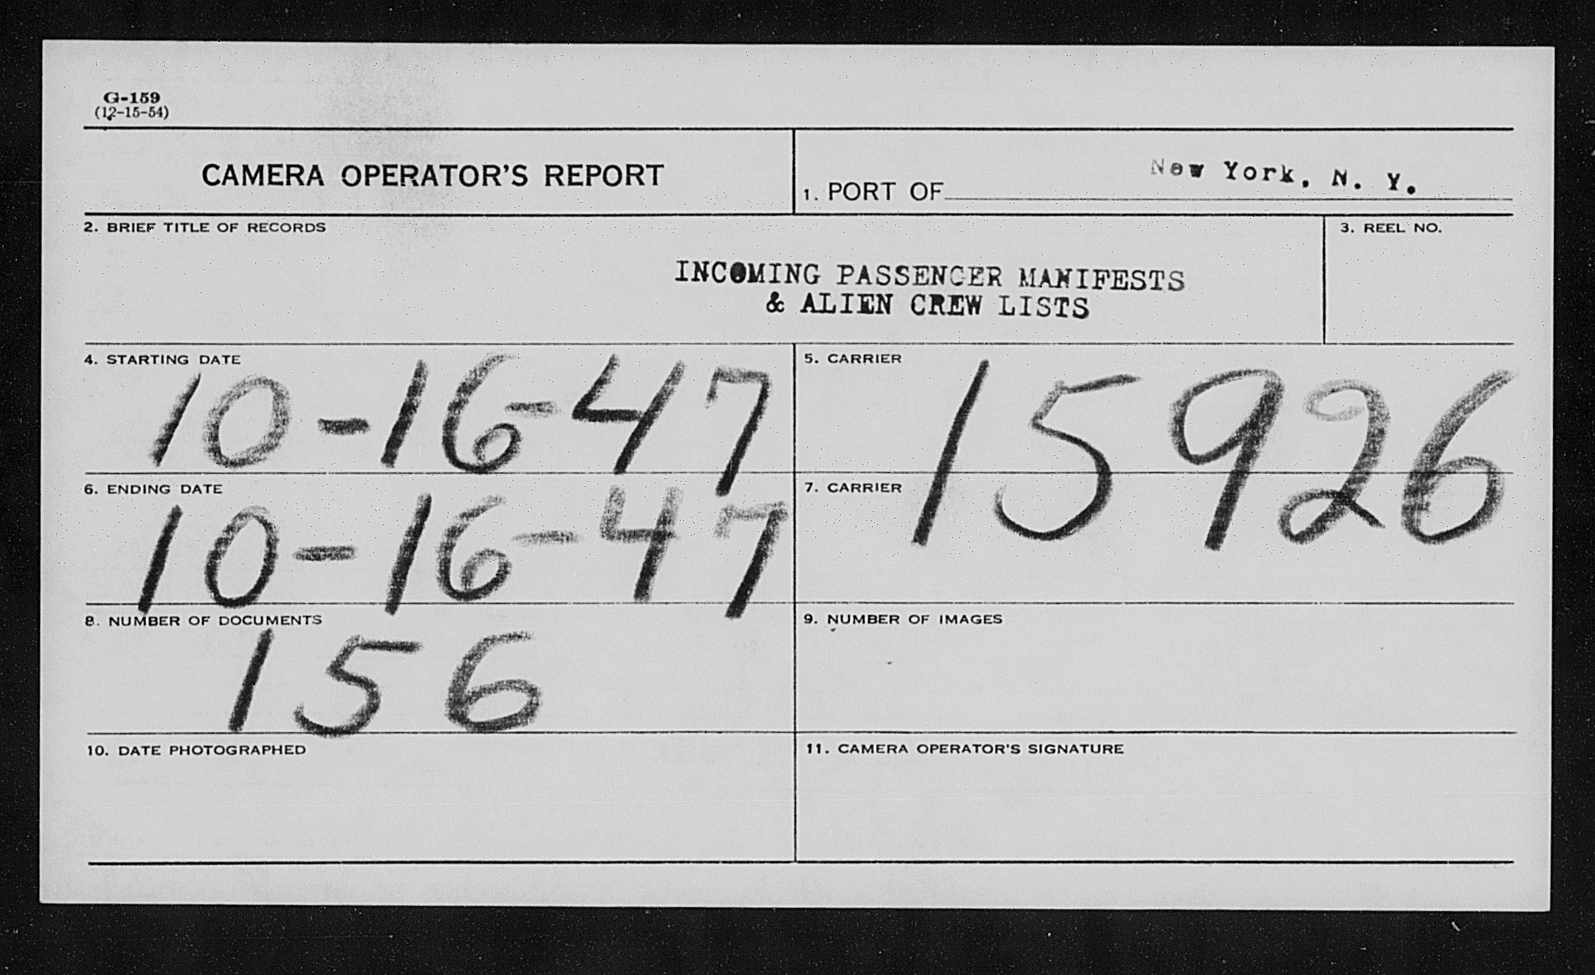 G-159
(12-15-54)
CAMERA OPERATOR'S REPORT
1. PORT OF New York, N. Y.
2. BRIEF TITLE OF RECORDS
INCOMING PASSENGER MANIFESTS
& ALIEN CREW LISTS
3. REEL NO.
4. STARTING DATE
10-16-47
5. CARRIER
15926
6. ENDING DATE
10-16-47
7. CARRIER
8. NUMBER OF DOCUMENTS
156
9. NUMBER OF IMAGES
10. DATE PHOTOGRAPHED
11. CAMERA OPERATOR'S SIGNATURE